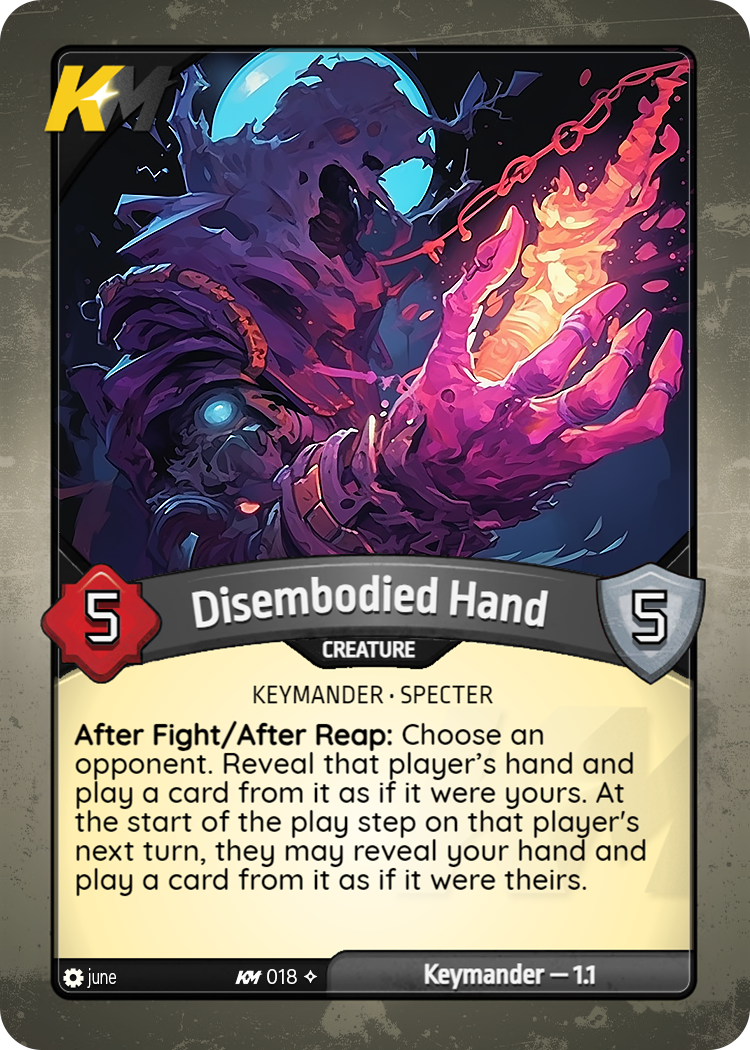 KM
5
Disembodied Hand
5
CREATURE
KEYMANDER • SPECTER
After Fight/After Reap: Choose an
opponent. Reveal that player’s hand and
play a card from it as if it were yours. At
the start of the play step on that player's
next turn, they may reveal your hand and
play a card from it as if it were theirs.
june
KM 018
Keymander — 1.1